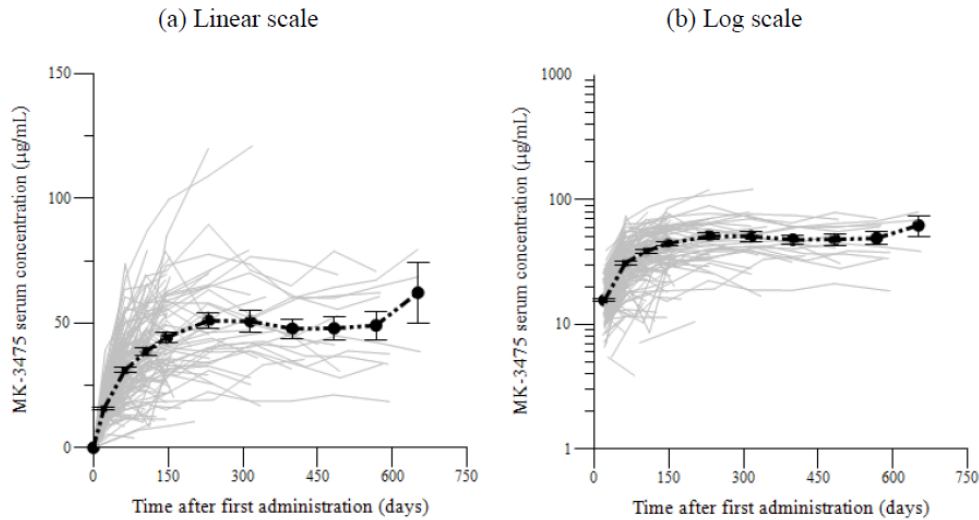 (a) Linear scale
(b) Log scale
150
100
50
0
MK-3475 serum concentration (µg/mL)
0 150 300 450 600 750
Time after first administration (days)
1000
100
10
1
MK-3475 serum concentration (µg/mL)
0 150 300 450 600 750
Time after first administration (days)